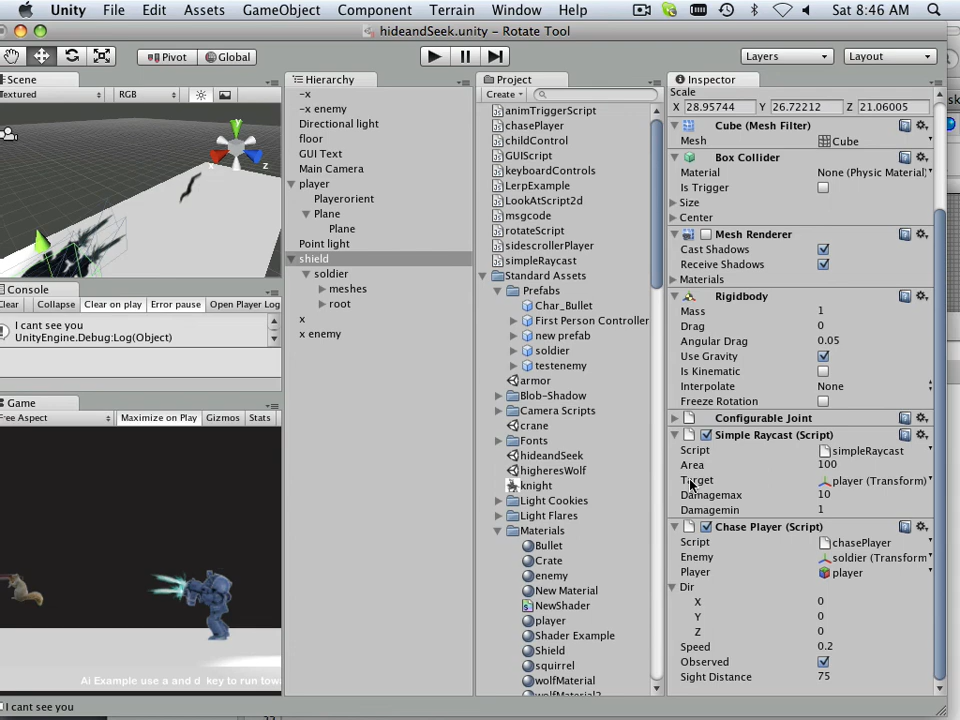 Unity File Edit Assets GameObject Component Terrain Window Help Sat 8:46 AM
hideandSeek.unity – Rotate Tool
Pivot Global Layers Layout
Scene
Textured RGB
Console
Clear Collapse Clear on play Error pause Open Player Log
I cant see you
UnityEngine.Debug:Log(Object)
Game
Free Aspect Maximize on Play Gizmos Stats
Ai Example use a and d key to run tow
I cant see you
Hierarchy
-x
-x enemy
Directional light
floor
GUI Text
Main Camera
player
Playerorient
Plane
Plane
Point light
shield
soldier
meshes
root
x
x enemy
Project
Create
animTriggerScript
chasePlayer
childControl
GUIScript
keyboardControls
LerpExample
LookAtScript2d
msgcode
rotateScript
sidescrollerPlayer
simpleRaycast
Standard Assets
Prefabs
Char_Bullet
First Person Controller
new prefab
soldier
testenemy
armor
Blob-Shadow
Camera Scripts
crane
Fonts
hideandSeek
higheresWolf
knight
Light Cookies
Light Flares
Materials
Bullet
Crate
enemy
New Material
NewShader
player
Shader Example
Shield
squirrel
wolfMaterial
wolfMaterial2
Inspector
Scale
X 28.95744 Y 26.72212 Z 21.06005
Cube (Mesh Filter)
Mesh Cube
Box Collider
Material None (Physic Material)
Is Trigger
Size
Center
Mesh Renderer
Cast Shadows
Receive Shadows
Materials
Rigidbody
Mass 1
Drag 0
Angular Drag 0.05
Use Gravity
Is Kinematic
Interpolate None
Freeze Rotation
Configurable Joint
Simple Raycast (Script)
Script simpleRaycast
Area 100
Target player (Transform)
Damagemax 10
Damagemin 1
Chase Player (Script)
Script chasePlayer
Enemy soldier (Transform
Player player
Dir
X 0
Y 0
Z 0
Speed 0.2
Observed
Sight Distance 75